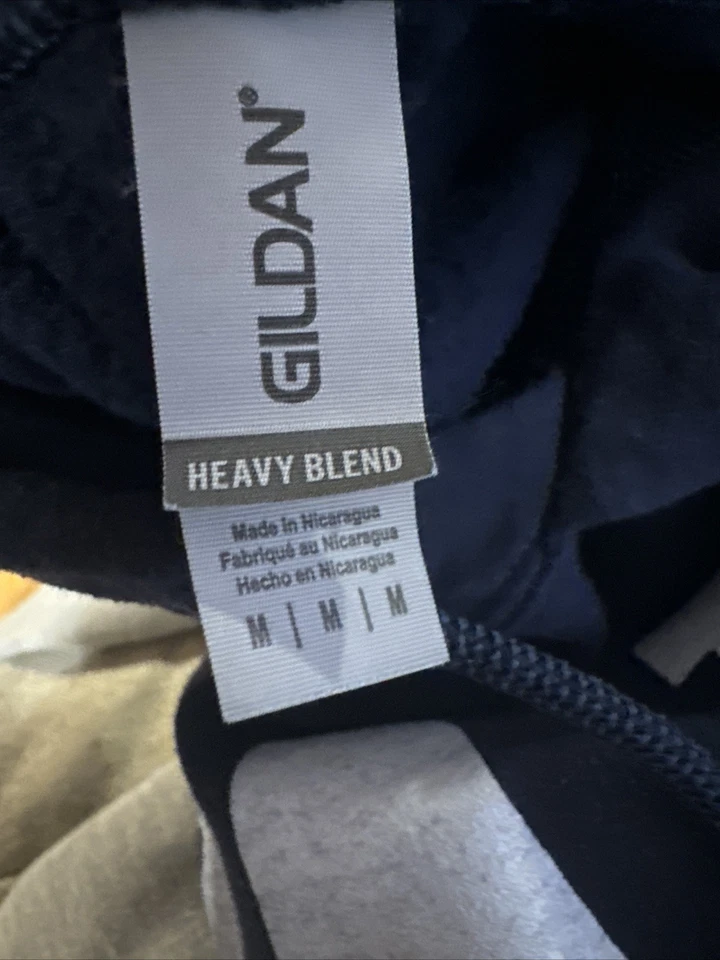 GILDAN®
HEAVY BLEND
Made in Nicaragua
Fabriqué au Nicaragua
Hecho en Nicaragua
M | M | M